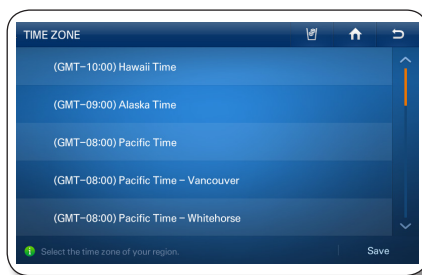 TIME ZONE
(GMT−10:00) Hawaii Time
(GMT−09:00) Alaska Time
(GMT−08:00) Pacific Time
(GMT−08:00) Pacific Time − Vancouver
(GMT−08:00) Pacific Time − Whitehorse
Select the time zone of your region.
Save